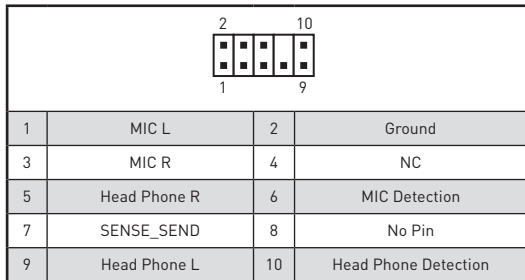 2 10
1 9
1 MIC L 2 Ground
3 MIC R 4 NC
5 Head Phone R 6 MIC Detection
7 SENSE_SEND 8 No Pin
9 Head Phone L 10 Head Phone Detection